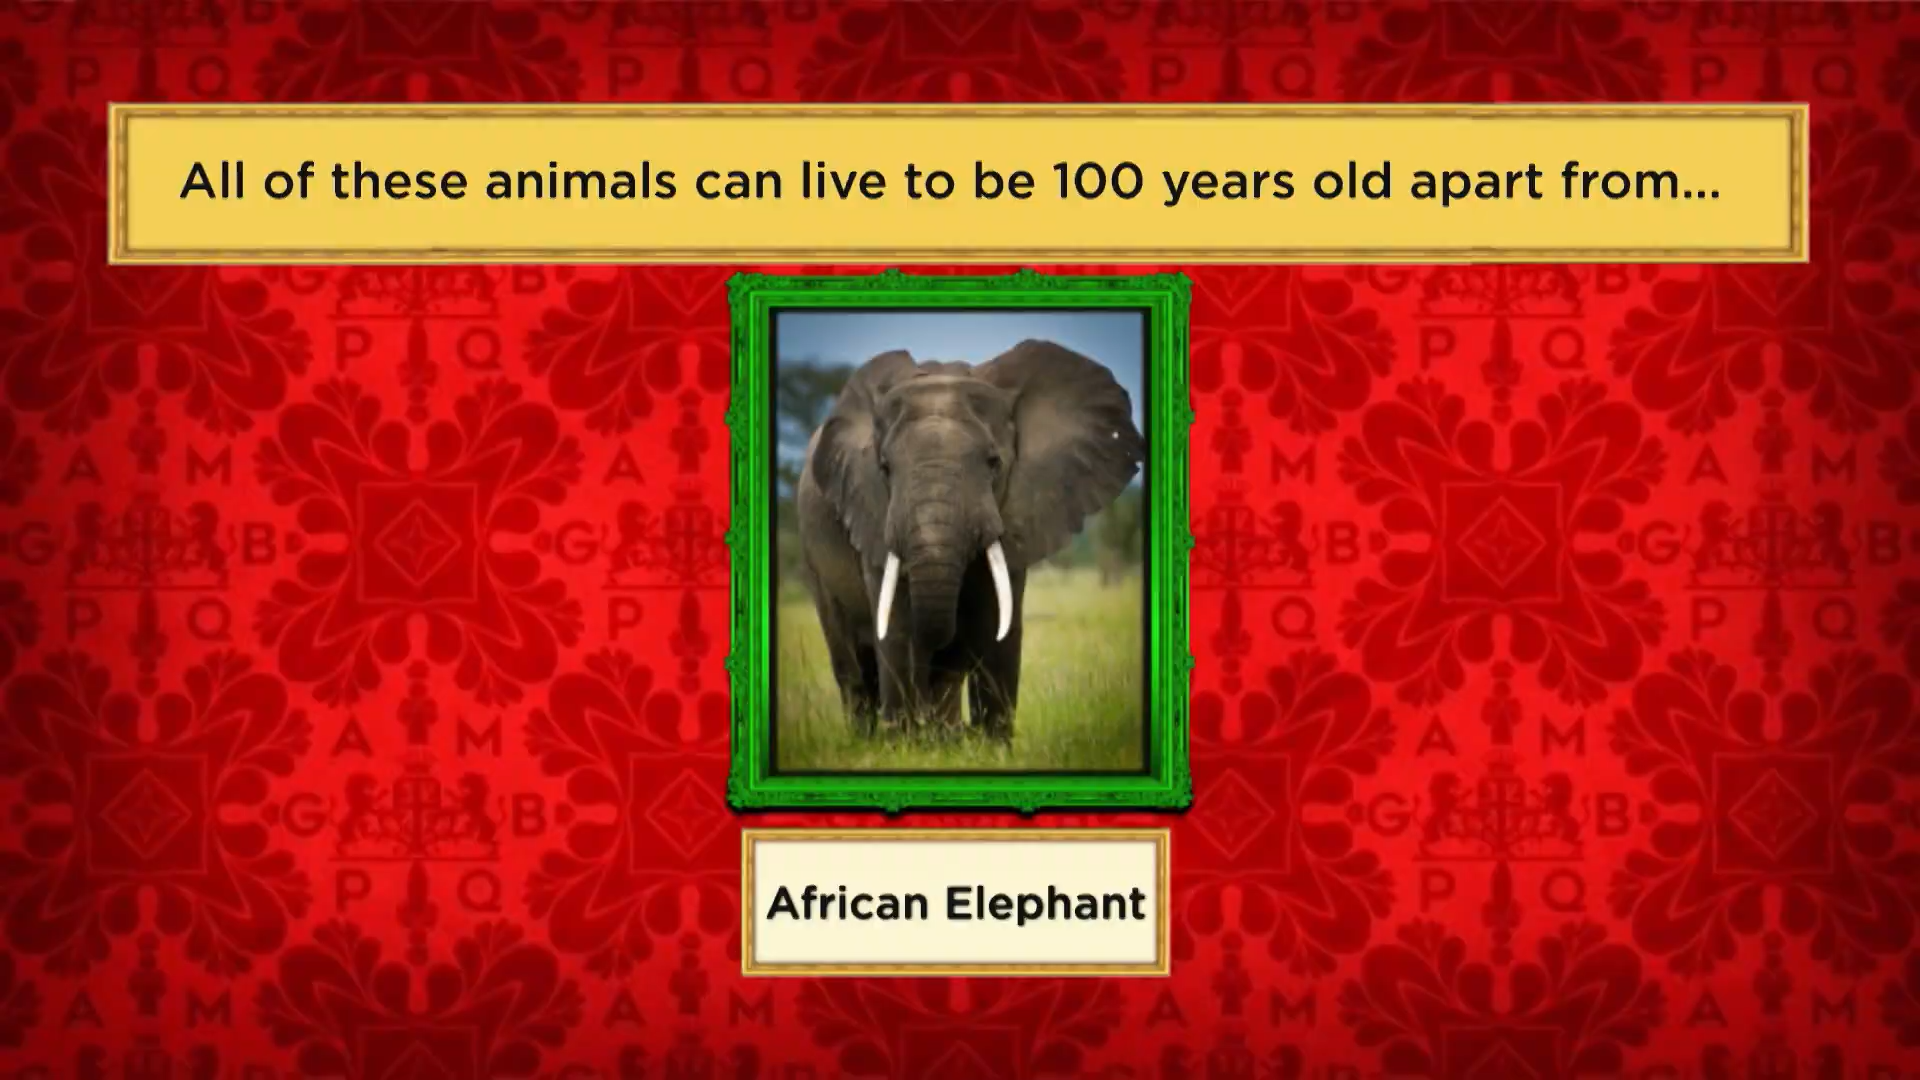 All of these animals can live to be 100 years old apart from...
African Elephant